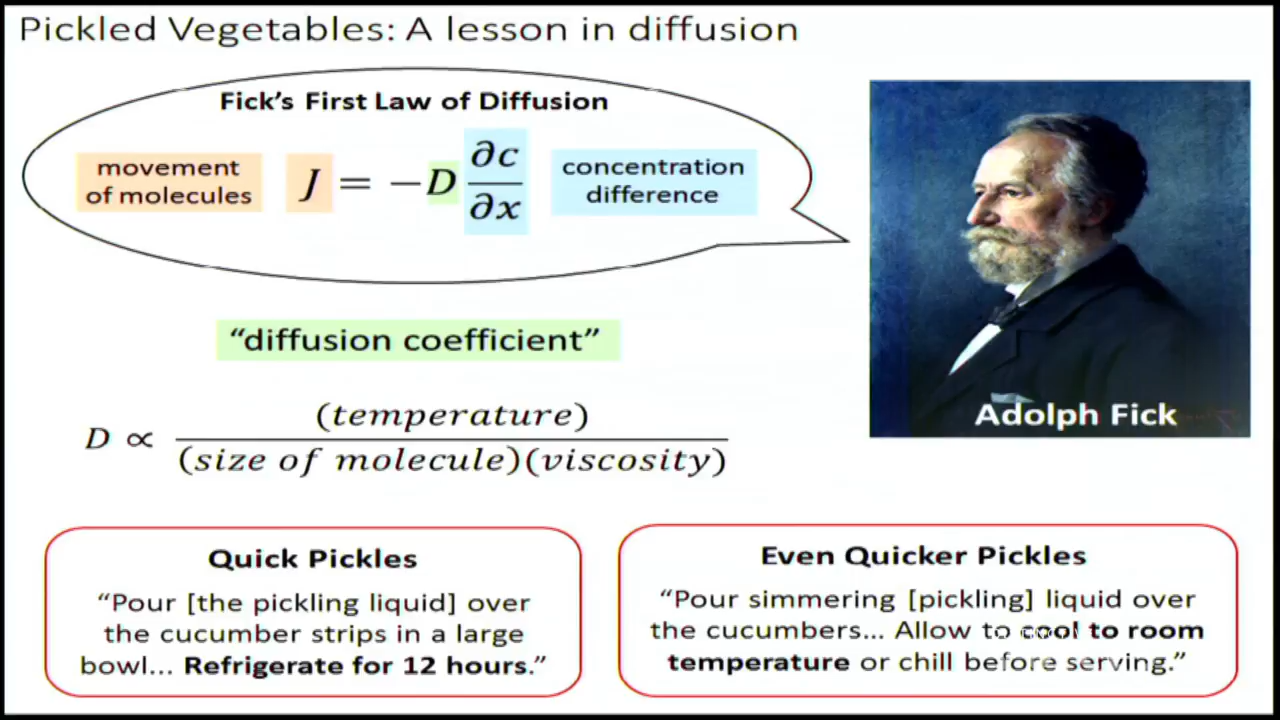 Pickled Vegetables: A lesson in diffusion
Fick's First Law of Diffusion
movement
of molecules
J = −D ∂c/∂x
concentration
difference
"diffusion coefficient"
D ∝ (temperature)/(size of molecule)(viscosity)
Adolph Fick
Quick Pickles
"Pour [the pickling liquid] over
the cucumber strips in a large
bowl... Refrigerate for 12 hours."
Even Quicker Pickles
"Pour simmering [pickling] liquid over
the cucumbers... Allow to cool to room
temperature or chill before serving."